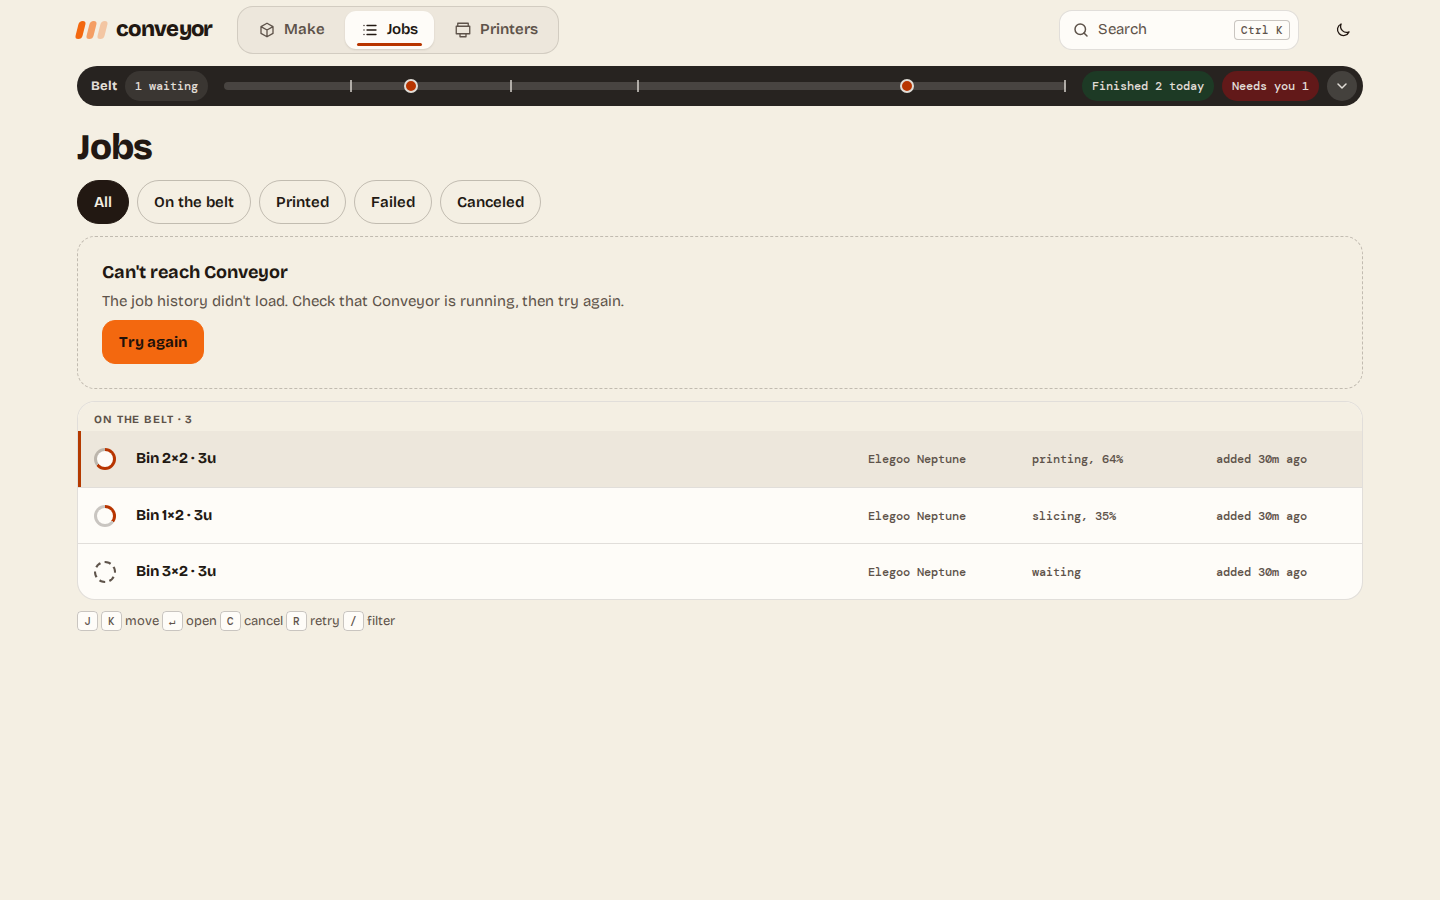 conveyor
Make
Jobs
Printers
Search
Ctrl K
Belt
1 waiting
Finished 2 today
Needs you 1
Jobs
All
On the belt
Printed
Failed
Canceled
Can't reach Conveyor
The job history didn't load. Check that Conveyor is running, then try again.
Try again
ON THE BELT · 3
Bin 2×2 · 3u Elegoo Neptune printing, 64% added 30m ago
Bin 1×2 · 3u Elegoo Neptune slicing, 35% added 30m ago
Bin 3×2 · 3u Elegoo Neptune waiting added 30m ago
J K move ↵ open C cancel R retry / filter